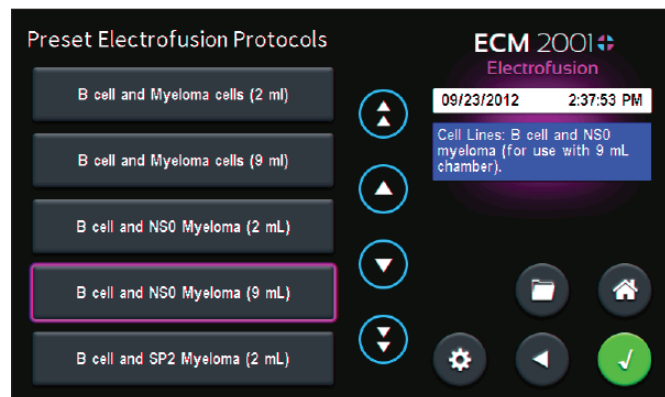 Preset Electrofusion Protocols
B cell and Myeloma cells (2 ml)
B cell and Myeloma cells (9 ml)
B cell and NS0 Myeloma (2 mL)
B cell and NS0 Myeloma (9 mL)
B cell and SP2 Myeloma (2 mL)
ECM 2001
Electrofusion
09/23/2012 2:37:53 PM
Cell Lines: B cell and NS0
myeloma (for use with 9 mL
chamber).